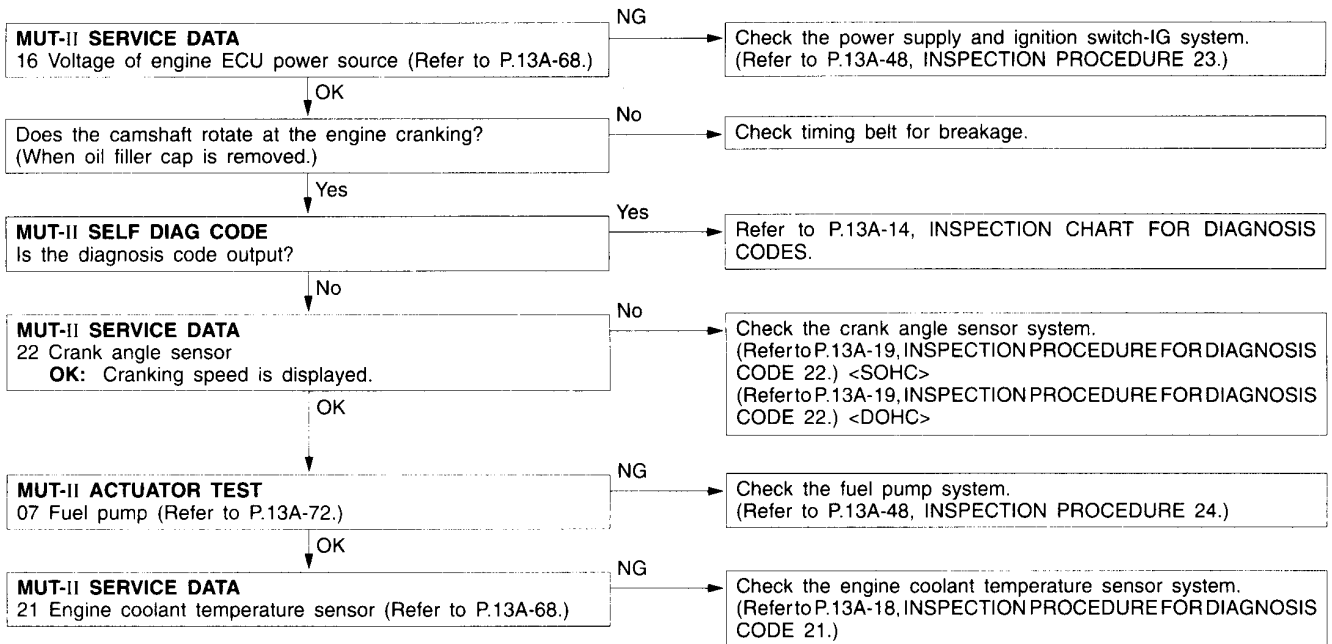 MUT-II SERVICE DATA
16 Voltage of engine ECU power source (Refer to P.13A-68.)
NG
Check the power supply and ignition switch-IG system.
(Refer to P.13A-48, INSPECTION PROCEDURE 23.)
OK
Does the camshaft rotate at the engine cranking?
(When oil filler cap is removed.)
No
Check timing belt for breakage.
Yes
MUT-II SELF DIAG CODE
Is the diagnosis code output?
Yes
Refer to P.13A-14, INSPECTION CHART FOR DIAGNOSIS
CODES.
No
MUT-II SERVICE DATA
22 Crank angle sensor
OK: Cranking speed is displayed.
No
Check the crank angle sensor system.
(Refer to P.13A-19, INSPECTION PROCEDURE FOR DIAGNOSIS
CODE 22.) <SOHC>
(Refer to P.13A-19, INSPECTION PROCEDURE FOR DIAGNOSIS
CODE 22.) <DOHC>
OK
MUT-II ACTUATOR TEST
07 Fuel pump (Refer to P.13A-72.)
NG
Check the fuel pump system.
(Refer to P.13A-48, INSPECTION PROCEDURE 24.)
OK
MUT-II SERVICE DATA
21 Engine coolant temperature sensor (Refer to P.13A-68.)
NG
Check the engine coolant temperature sensor system.
(Refer to P.13A-18, INSPECTION PROCEDURE FOR DIAGNOSIS
CODE 21.)